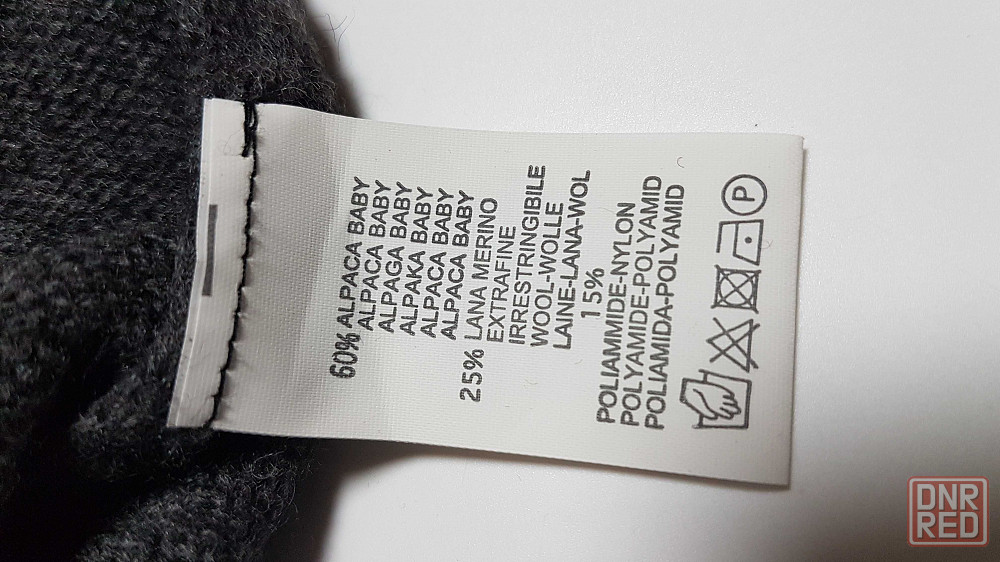 60% ALPACA BABY
ALPACA BABY
ALPAGA BABY
ALPAKA BABY
ALPACA BABY
ALPACA BABY
25% LANA MERINO
EXTRAFINE
IRRESTRINGIBILE
WOOL-WOLLE
LAINE-LANA-WOL
15%
POLIAMMIDE-NYLON
POLYAMIDE-POLYAMID
POLIAMIDA-POLYAMID
P
DNR
RED